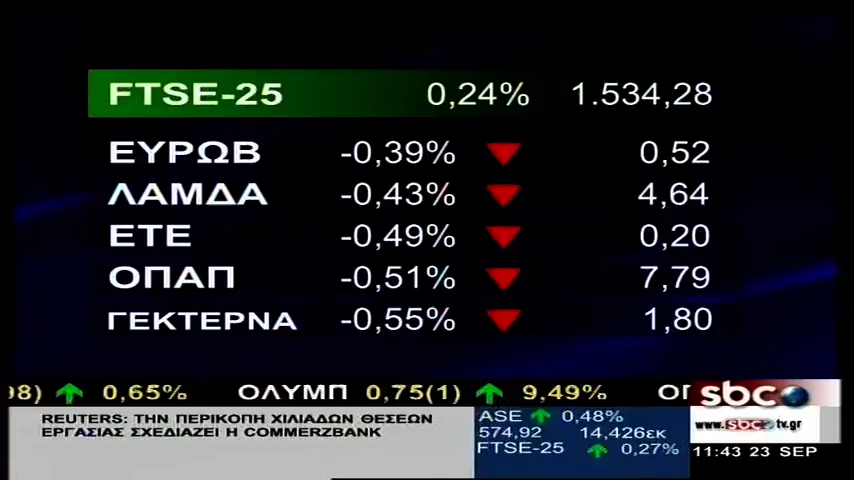 FTSE-25 0,24% 1.534,28
ΕΥΡΩΒ -0,39% 0,52
ΛΑΜΔΑ -0,43% 4,64
ΕΤΕ -0,49% 0,20
ΟΠΑΠ -0,51% 7,79
ΓΕΚΤΕΡΝΑ -0,55% 1,80
98) 0,65% ΟΛΥΜΠ 0,75(1) 9,49%
sbc
REUTERS: ΤΗΝ ΠΕΡΙΚΟΠΗ ΧΙΛΙΑΔΩΝ ΘΕΣΕΩΝ
ΕΡΓΑΣΙΑΣ ΣΧΕΔΙΑΖΕΙ Η COMMERZBANK
ASE 0,48%
574,92 14,426εκ
FTSE-25 0,27%
www.sbctv.gr
11:43 23 SEP